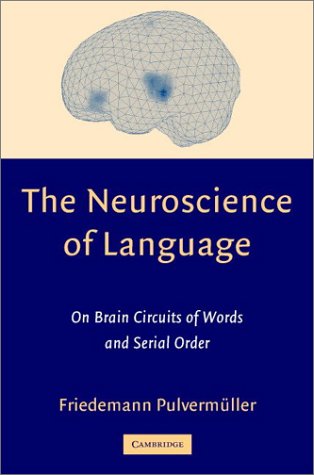 The Neuroscience
of Language
On Brain Circuits of Words
and Serial Order
Friedemann Pulvermüller
CAMBRIDGE